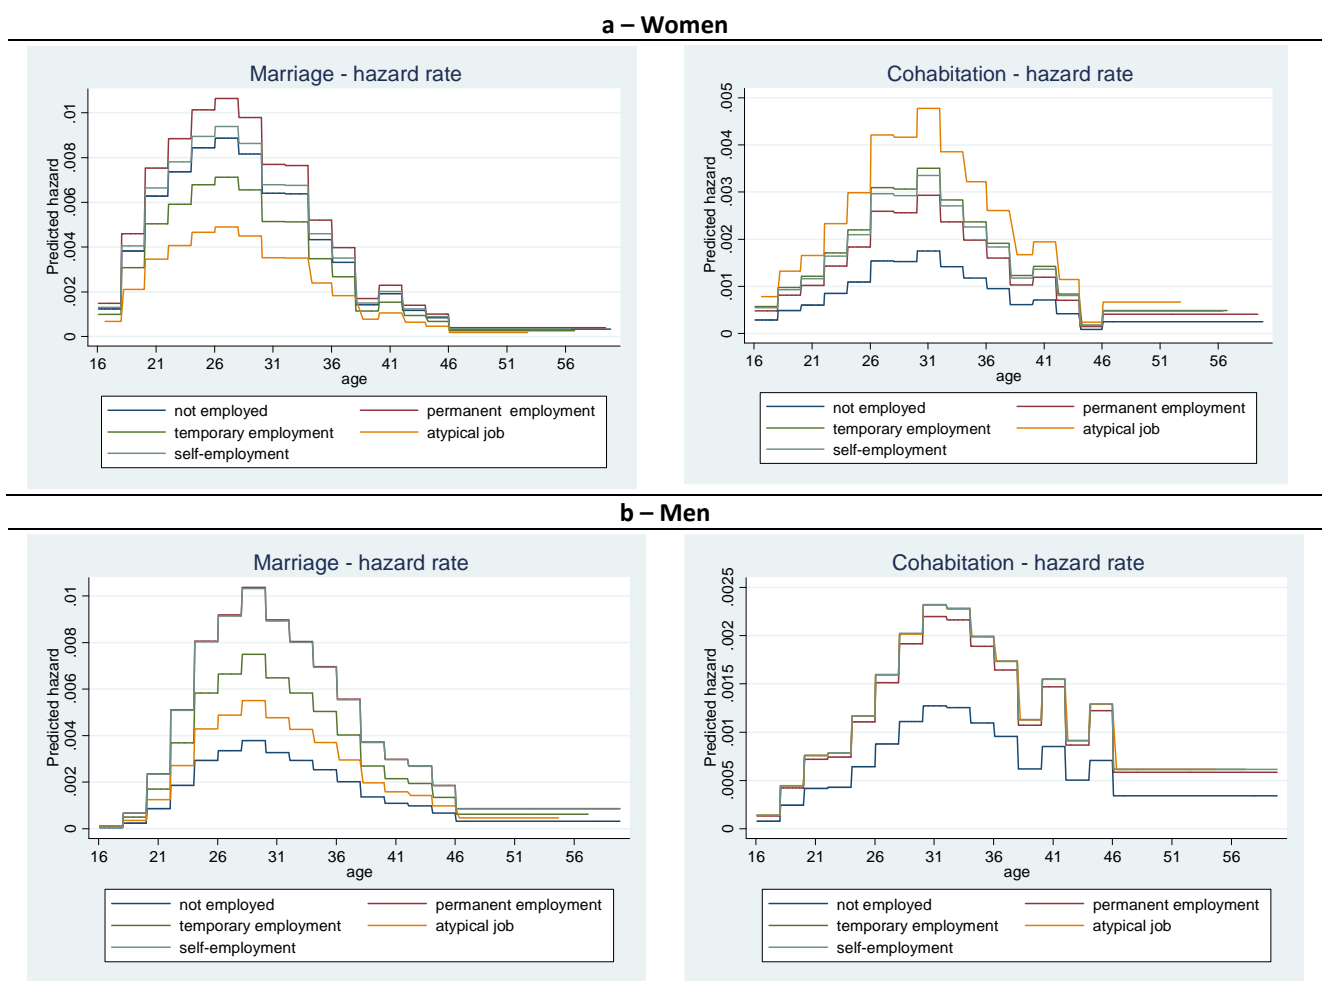 a – Women
Marriage - hazard rate
Predicted hazard
0 .002 .004 .006 .008 .01
16 21 26 31 36 41 46 51 56
age
not employed permanent employment
temporary employment atypical job
self-employment
Cohabitation - hazard rate
Predicted hazard
0 .001 .002 .003 .004 .005
16 21 26 31 36 41 46 51 56
age
not employed permanent employment
temporary employment atypical job
self-employment
b – Men
Marriage - hazard rate
Predicted hazard
0 .002 .004 .006 .008 .01
16 21 26 31 36 41 46 51 56
age
not employed permanent employment
temporary employment atypical job
self-employment
Cohabitation - hazard rate
Predicted hazard
0 .0005 .001 .0015 .002 .0025
16 21 26 31 36 41 46 51 56
age
not employed permanent employment
temporary employment atypical job
self-employment